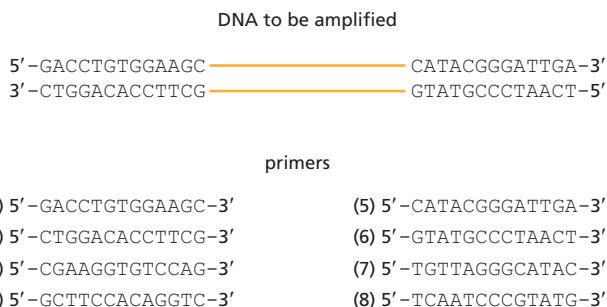 DNA to be amplified
5′–GACCTGTGGAAGC CATACGGGATTGA–3′
3′–CTGGACACCTTCG GTATGCCCTAACT–5′
primers
) 5′–GACCTGTGGAAGC–3′ (5) 5′–CATACGGGATTGA–3′
) 5′–CTGGACACCTTCG–3′ (6) 5′–GTATGCCCTAACT–3′
) 5′–CGAAGGTGTCCAG–3′ (7) 5′–TGTTAGGGCATAC–3′
) 5′–GCTTCCACAGGTC–3′ (8) 5′–TCAATCCCGTATG–3′